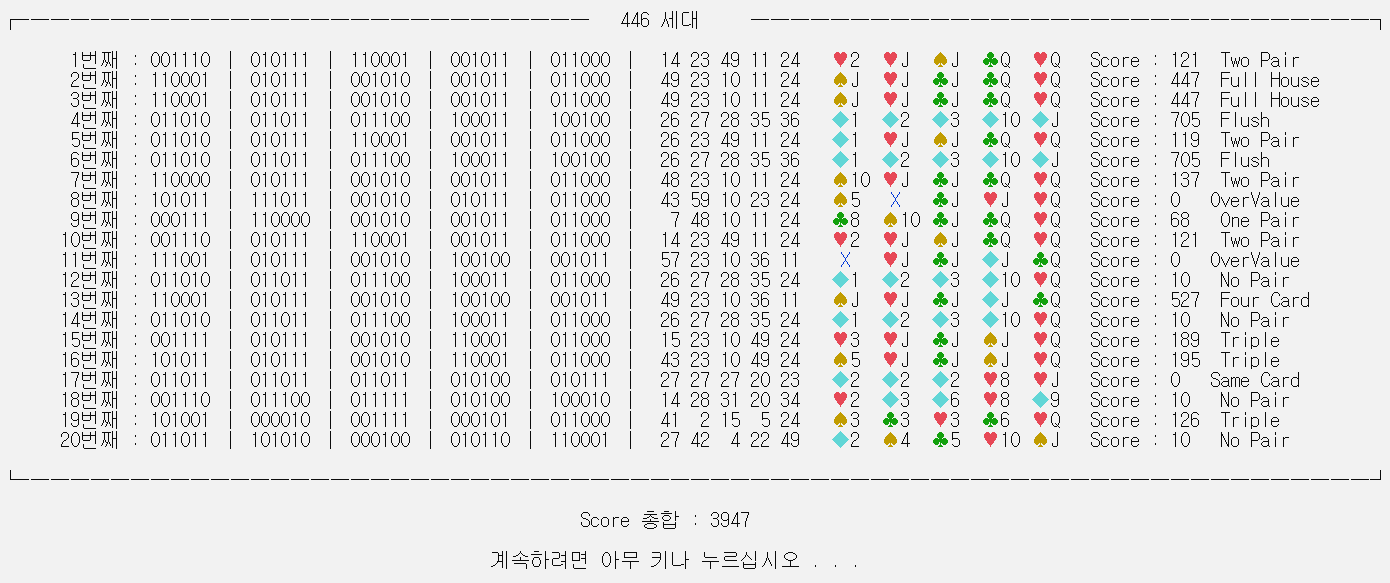 446 세대
1번째 : 001110 | 010111 | 110001 | 001011 | 011000 | 14 23 49 11 24 ♥2 ♥J ♠J ♣Q ♥Q Score : 121 Two Pair
2번째 : 110001 | 010111 | 001010 | 001011 | 011000 | 49 23 10 11 24 ♠J ♥J ♣J ♣Q ♥Q Score : 447 Full House
3번째 : 110001 | 010111 | 001010 | 001011 | 011000 | 49 23 10 11 24 ♠J ♥J ♣J ♣Q ♥Q Score : 447 Full House
4번째 : 011010 | 011011 | 011100 | 100011 | 100100 | 26 27 28 35 36 ◆1 ◆2 ◆3 ◆10 ◆J Score : 705 Flush
5번째 : 011010 | 010111 | 110001 | 001011 | 011000 | 26 23 49 11 24 ◆1 ♥J ♠J ♣Q ♥Q Score : 119 Two Pair
6번째 : 011010 | 011011 | 011100 | 100011 | 100100 | 26 27 28 35 36 ◆1 ◆2 ◆3 ◆10 ◆J Score : 705 Flush
7번째 : 110000 | 010111 | 001010 | 001011 | 011000 | 48 23 10 11 24 ♠10 ♥J ♣J ♣Q ♥Q Score : 137 Two Pair
8번째 : 101011 | 111011 | 001010 | 010111 | 011000 | 43 59 10 23 24 ♠5 X ♣J ♥J ♥Q Score : 0 OverValue
9번째 : 000111 | 110000 | 001010 | 001011 | 011000 | 7 48 10 11 24 ♣8 ♠10 ♣J ♣Q ♥Q Score : 68 One Pair
10번째 : 001110 | 010111 | 110001 | 001011 | 011000 | 14 23 49 11 24 ♥2 ♥J ♠J ♣Q ♥Q Score : 121 Two Pair
11번째 : 111001 | 010111 | 001010 | 100100 | 001011 | 57 23 10 36 11 X ♥J ♣J ◆J ♣Q Score : 0 OverValue
12번째 : 011010 | 011011 | 011100 | 100011 | 011000 | 26 27 28 35 24 ◆1 ◆2 ◆3 ◆10 ♥Q Score : 10 No Pair
13번째 : 110001 | 010111 | 001010 | 100100 | 001011 | 49 23 10 36 11 ♠J ♥J ♣J ◆J ♣Q Score : 527 Four Card
14번째 : 011010 | 011011 | 011100 | 100011 | 011000 | 26 27 28 35 24 ◆1 ◆2 ◆3 ◆10 ♥Q Score : 10 No Pair
15번째 : 001111 | 010111 | 001010 | 110001 | 011000 | 15 23 10 49 24 ♥3 ♥J ♣J ♠J ♥Q Score : 189 Triple
16번째 : 101011 | 010111 | 001010 | 110001 | 011000 | 43 23 10 49 24 ♠5 ♥J ♣J ♠J ♥Q Score : 195 Triple
17번째 : 011011 | 011011 | 011011 | 010100 | 010111 | 27 27 27 20 23 ◆2 ◆2 ◆2 ♥8 ♥J Score : 0 Same Card
18번째 : 001110 | 011100 | 011111 | 010100 | 100010 | 14 28 31 20 34 ♥2 ◆3 ◆6 ♥8 ◆9 Score : 10 No Pair
19번째 : 101001 | 000010 | 001111 | 000101 | 011000 | 41 2 15 5 24 ♠3 ♣3 ♥3 ♣6 ♥Q Score : 126 Triple
20번째 : 011011 | 101010 | 000100 | 010110 | 110001 | 27 42 4 22 49 ◆2 ♠4 ♣5 ♥10 ♠J Score : 10 No Pair
Score 총합 : 3947
계속하려면 아무 키나 누르십시오 . . .